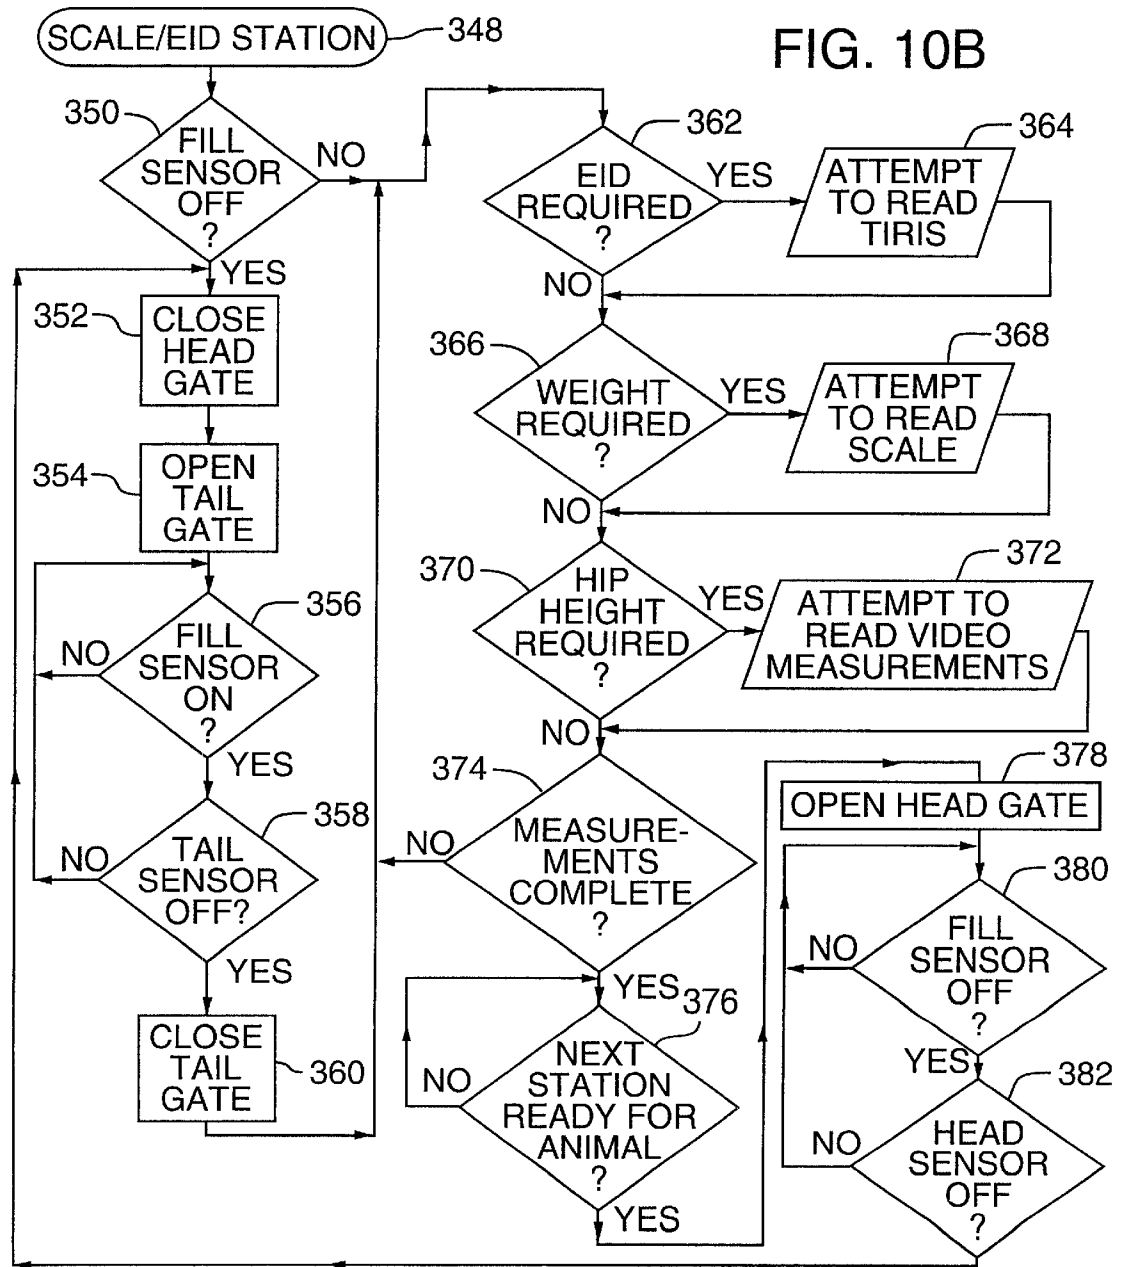 SCALE/EID STATION
348
FIG. 10B
350
FILL
SENSOR
OFF
?
NO
YES
352
CLOSE
HEAD
GATE
354
OPEN
TAIL
GATE
356
FILL
SENSOR
ON
?
NO
YES
358
TAIL
SENSOR
OFF?
NO
YES
CLOSE
TAIL
GATE
360
362
EID
REQUIRED
?
YES
NO
364
ATTEMPT
TO READ
TIRIS
366
WEIGHT
REQUIRED
?
YES
NO
368
ATTEMPT
TO READ
SCALE
370
HIP
HEIGHT
REQUIRED
?
YES
NO
372
ATTEMPT TO
READ VIDEO
MEASUREMENTS
374
MEASURE-
MENTS
COMPLETE
?
NO
YES
376
NEXT
STATION
READY FOR
ANIMAL
?
NO
YES
378
OPEN HEAD GATE
380
FILL
SENSOR
OFF
?
NO
YES
382
HEAD
SENSOR
OFF
?
NO